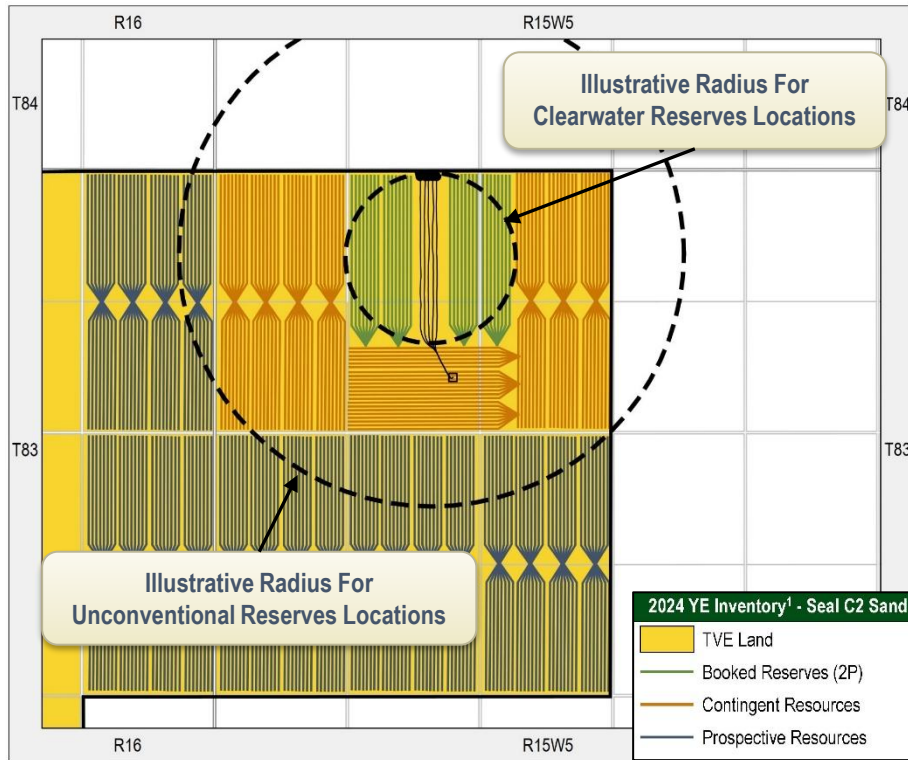 R16
R15W5
T84
T84
Illustrative Radius For
Clearwater Reserves Locations
T83
T83
Illustrative Radius For
Unconventional Reserves Locations
2024 YE Inventory¹ - Seal C2 Sand
TVE Land
Booked Reserves (2P)
Contingent Resources
Prospective Resources
R16
R15W5